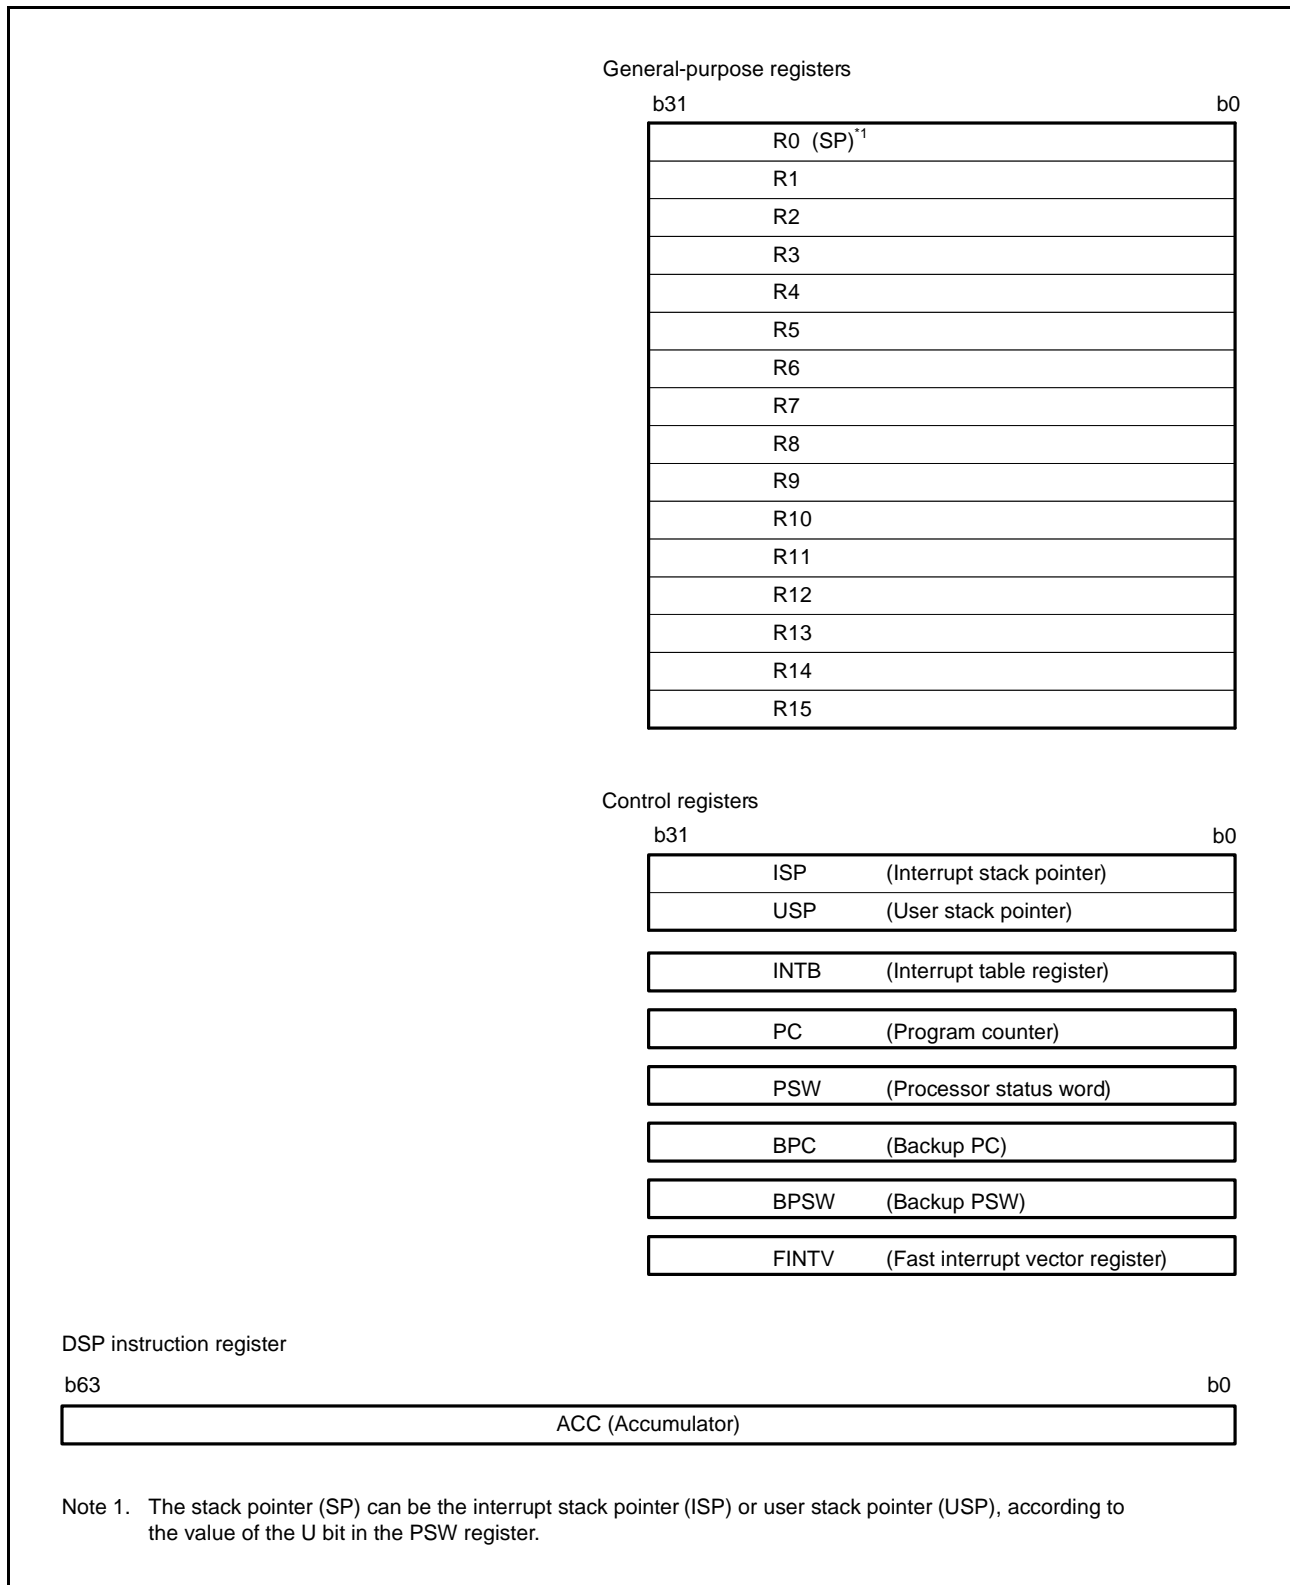 General-purpose registers
b31 b0
R0 (SP)*1
R1
R2
R3
R4
R5
R6
R7
R8
R9
R10
R11
R12
R13
R14
R15
Control registers
b31 b0
ISP (Interrupt stack pointer)
USP (User stack pointer)
INTB (Interrupt table register)
PC (Program counter)
PSW (Processor status word)
BPC (Backup PC)
BPSW (Backup PSW)
FINTV (Fast interrupt vector register)
DSP instruction register
b63 b0
ACC (Accumulator)
Note 1. The stack pointer (SP) can be the interrupt stack pointer (ISP) or user stack pointer (USP), according to
the value of the U bit in the PSW register.